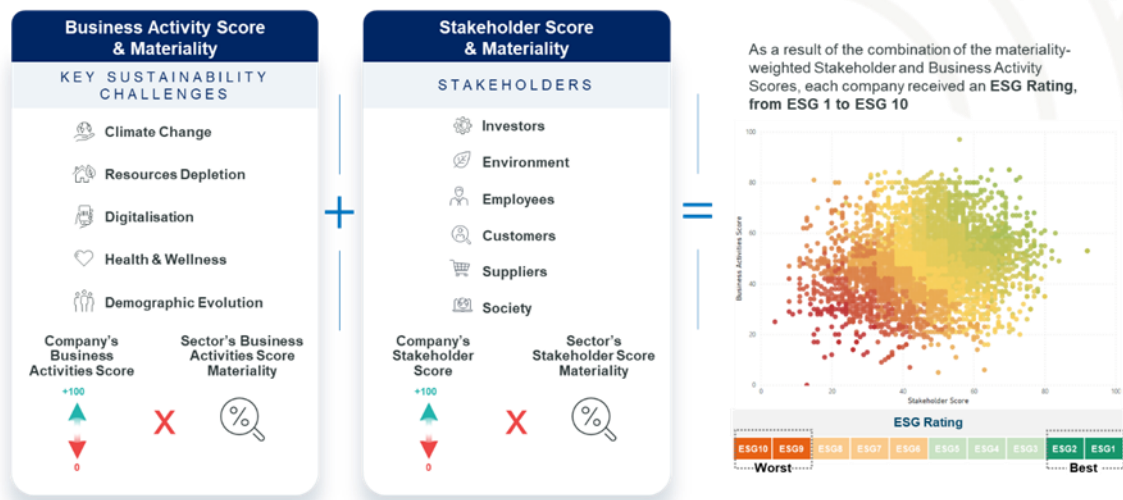 Business Activity Score
& Materiality
KEY SUSTAINABILITY
CHALLENGES
Climate Change
Resources Depletion
Digitalisation
Health & Wellness
Demographic Evolution
Company's
Business
Activities Score
+100
0
X
Sector's Business
Activities Score
Materiality
%
+
Stakeholder Score
& Materiality
STAKEHOLDERS
Investors
Environment
Employees
Customers
Suppliers
Society
Company's
Stakeholder
Score
+100
0
X
Sector's
Stakeholder Score
Materiality
%
=
As a result of the combination of the materiality-
weighted Stakeholder and Business Activity
Scores, each company received an ESG Rating,
from ESG 1 to ESG 10
Business Activities Score
100
80
60
40
20
0
0
20
40
60
80
100
Stakeholder Score
ESG Rating
ESG10 ESG9 ESG8 ESG7 ESG6 ESG5 ESG4 ESG3 ESG2 ESG1
Worst
Best